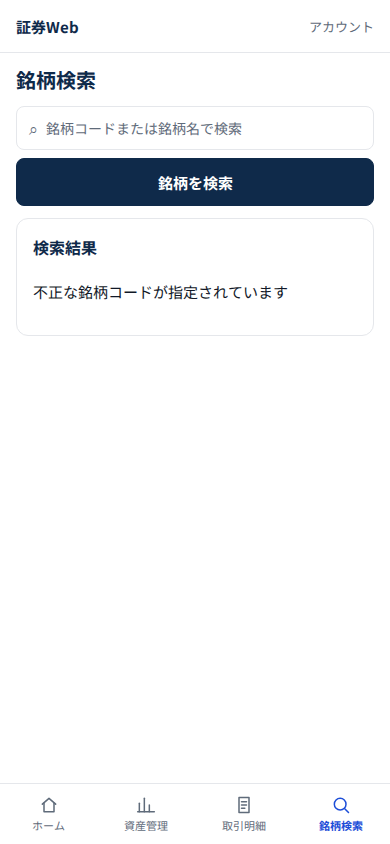 証券Web
アカウント
銘柄検索
銘柄コードまたは銘柄名で検索
銘柄を検索
検索結果
不正な銘柄コードが指定されています
ホーム
資産管理
取引明細
銘柄検索